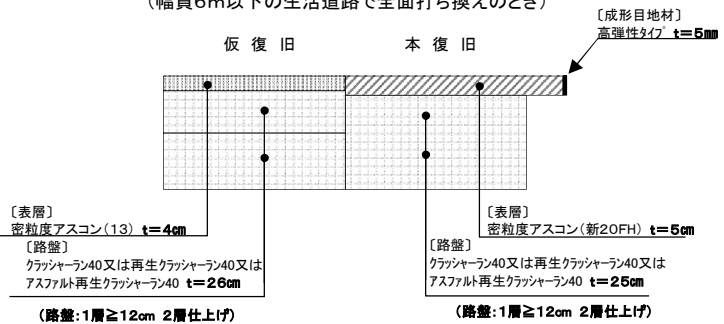 (幅員6m以下の生活道路で全面打ち換えのとき)
〔成形目地材〕
高弾性タイプ t=5mm
仮 復 旧
本 復 旧
〔表層〕
密粒度アスコン(13) t=4cm
〔路盤〕
クラッシャーラン40又は再生クラッシャーラン40又は
アスファルト再生クラッシャーラン40 t=26cm
(路盤:1層≧12cm 2層仕上げ)
〔表層〕
密粒度アスコン(新20FH) t=5cm
〔路盤〕
クラッシャーラン40又は再生クラッシャーラン40又は
アスファルト再生クラッシャーラン40 t=25cm
(路盤:1層≧12cm 2層仕上げ)